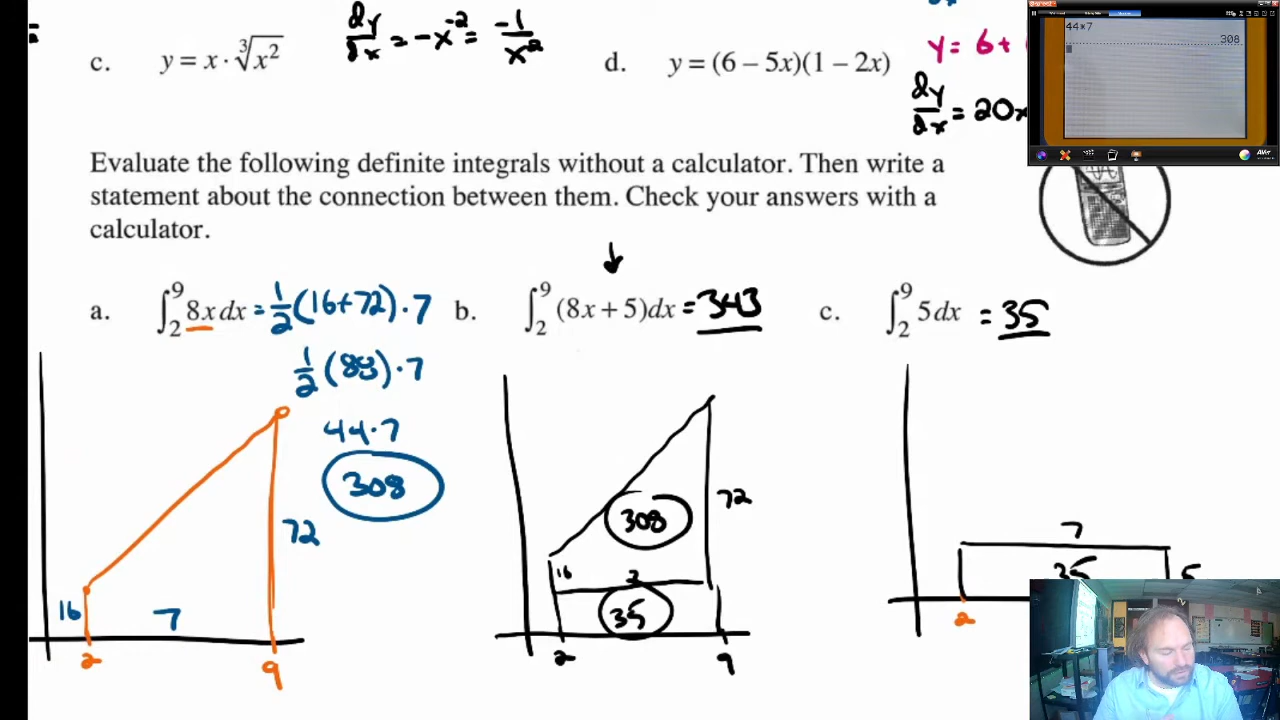 dy/dx = -x⁻² = -1/x²
c. y = x · ∛x²
d. y = (6 – 5x)(1 – 2x)
y = 6 +
dy/dx = 20x
44*7
308
Evaluate the following definite integrals without a calculator. Then write a
statement about the connection between them. Check your answers with a
calculator.
a. ∫₂⁹ 8x dx = ½(16+72)·7
½(88)·7
44·7
308
16
7
72
2
9
b. ∫₂⁹ (8x + 5)dx = 343
308
72
16
35
2
9
c. ∫₂⁹ 5 dx = 35
7
35
5
2